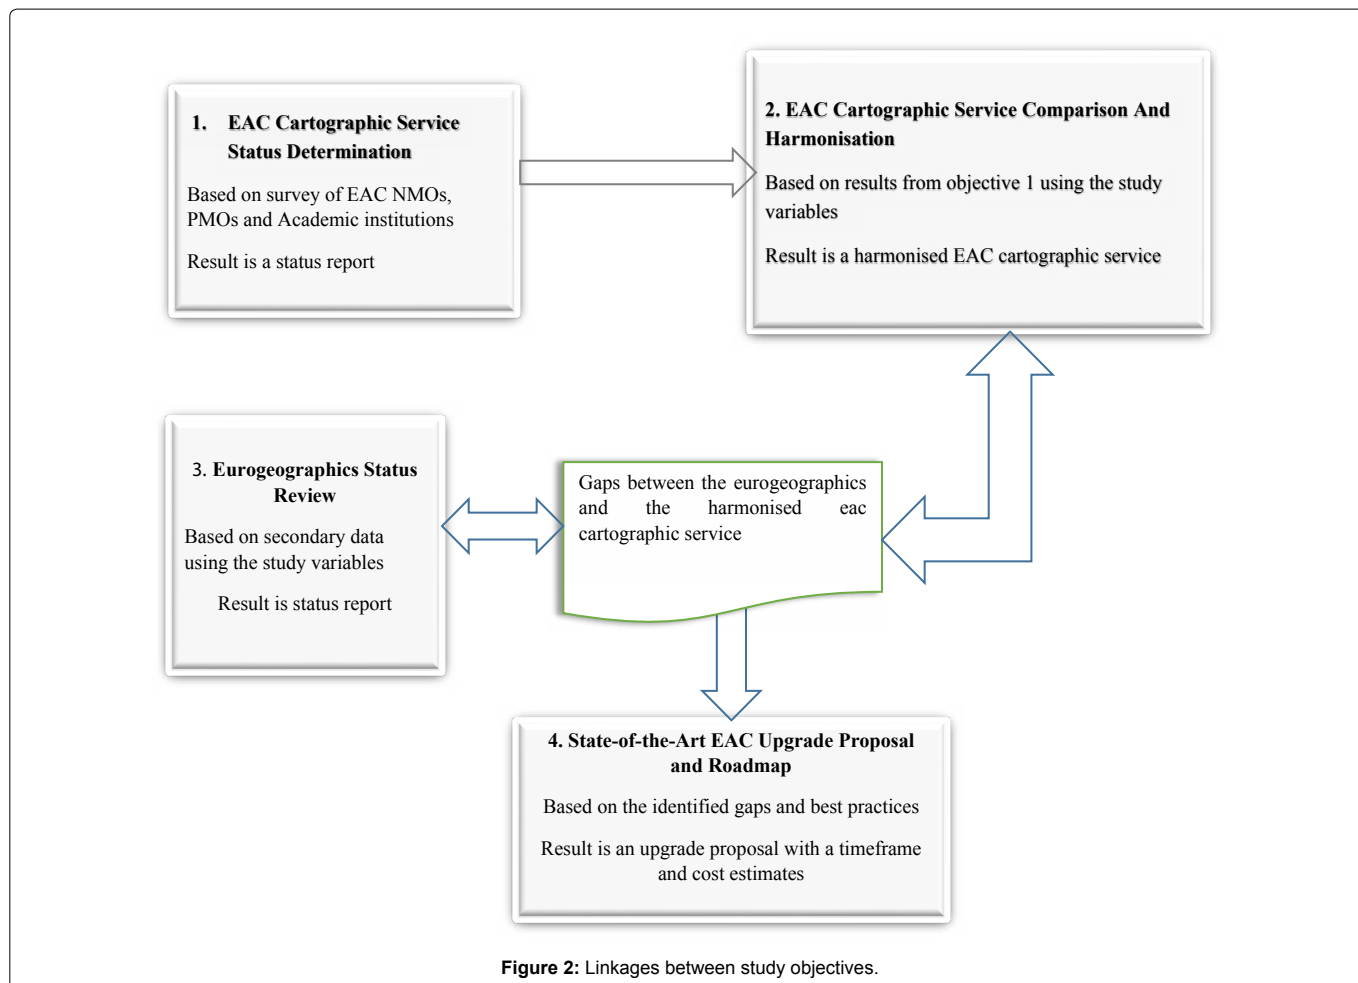 1. EAC Cartographic Service
Status Determination
Based on survey of EAC NMOs,
PMOs and Academic institutions
Result is a status report
2. EAC Cartographic Service Comparison And
Harmonisation
Based on results from objective 1 using the study
variables
Result is a harmonised EAC cartographic service
3. Eurogeographics Status
Review
Based on secondary data
using the study variables
Result is status report
Gaps between the eurogeographics
and the harmonised eac
cartographic service
4. State-of-the-Art EAC Upgrade Proposal
and Roadmap
Based on the identified gaps and best practices
Result is an upgrade proposal with a timeframe
and cost estimates
Figure 2: Linkages between study objectives.